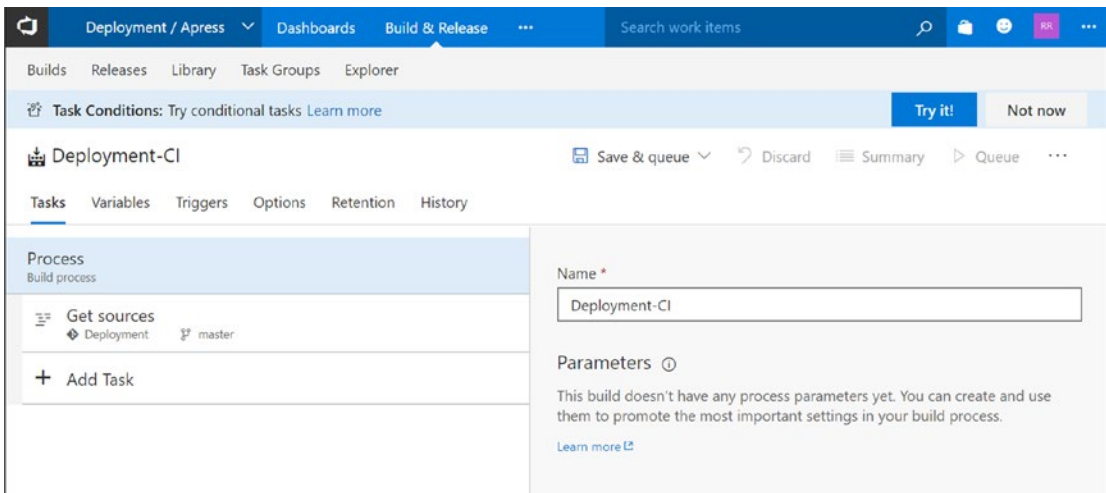 Deployment / Apress Dashboards Build & Release ... Search work items RR ...
Builds Releases Library Task Groups Explorer
Task Conditions: Try conditional tasks Learn more Try it! Not now
Deployment-CI Save & queue Discard Summary Queue ...
Tasks Variables Triggers Options Retention History
Process
Build process
Get sources
Deployment master
+ Add Task
Name *
Deployment-CI
Parameters
This build doesn't have any process parameters yet. You can create and use
them to promote the most important settings in your build process.
Learn more